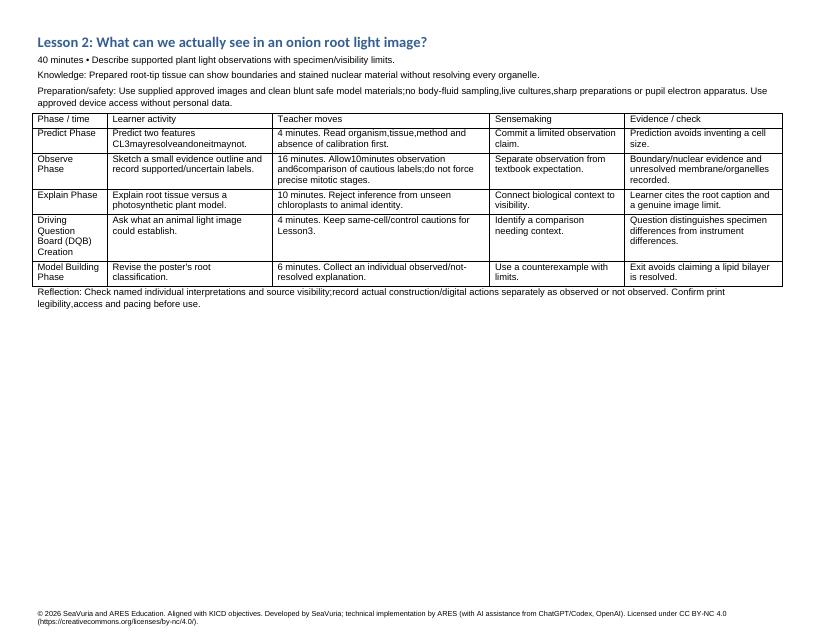 Lesson 2: What can we actually see in an onion root light image?
40 minutes • Describe supported plant light observations with specimen/visibility limits.
Knowledge: Prepared root-tip tissue can show boundaries and stained nuclear material without resolving every organelle.
Preparation/safety: Use supplied approved images and clean blunt safe model materials;no body-fluid sampling,live cultures,sharp preparations or pupil electron apparatus. Use
approved device access without personal data.
Phase / time
Learner activity
Teacher moves
Sensemaking
Evidence / check
Predict Phase
Predict two features
CL3mayresolveandoneitmaynot.
4 minutes. Read organism,tissue,method and
absence of calibration first.
Commit a limited observation
claim.
Prediction avoids inventing a cell
size.
Observe
Phase
Sketch a small evidence outline and
record supported/uncertain labels.
16 minutes. Allow10minutes observation
and6comparison of cautious labels;do not force
precise mitotic stages.
Separate observation from
textbook expectation.
Boundary/nuclear evidence and
unresolved membrane/organelles
recorded.
Explain Phase
Explain root tissue versus a
photosynthetic plant model.
10 minutes. Reject inference from unseen
chloroplasts to animal identity.
Connect biological context to
visibility.
Learner cites the root caption and
a genuine image limit.
Driving
Question
Board (DQB)
Creation
Ask what an animal light image
could establish.
4 minutes. Keep same-cell/control cautions for
Lesson3.
Identify a comparison
needing context.
Question distinguishes specimen
differences from instrument
differences.
Model Building
Phase
Revise the poster's root
classification.
6 minutes. Collect an individual observed/not-
resolved explanation.
Use a counterexample with
limits.
Exit avoids claiming a lipid bilayer
is resolved.
Reflection: Check named individual interpretations and source visibility;record actual construction/digital actions separately as observed or not observed. Confirm print
legibility,access and pacing before use.
© 2026 SeaVuria and ARES Education. Aligned with KICD objectives. Developed by SeaVuria; technical implementation by ARES (with AI assistance from ChatGPT/Codex, OpenAI). Licensed under CC BY-NC 4.0
(https://creativecommons.org/licenses/by-nc/4.0/).